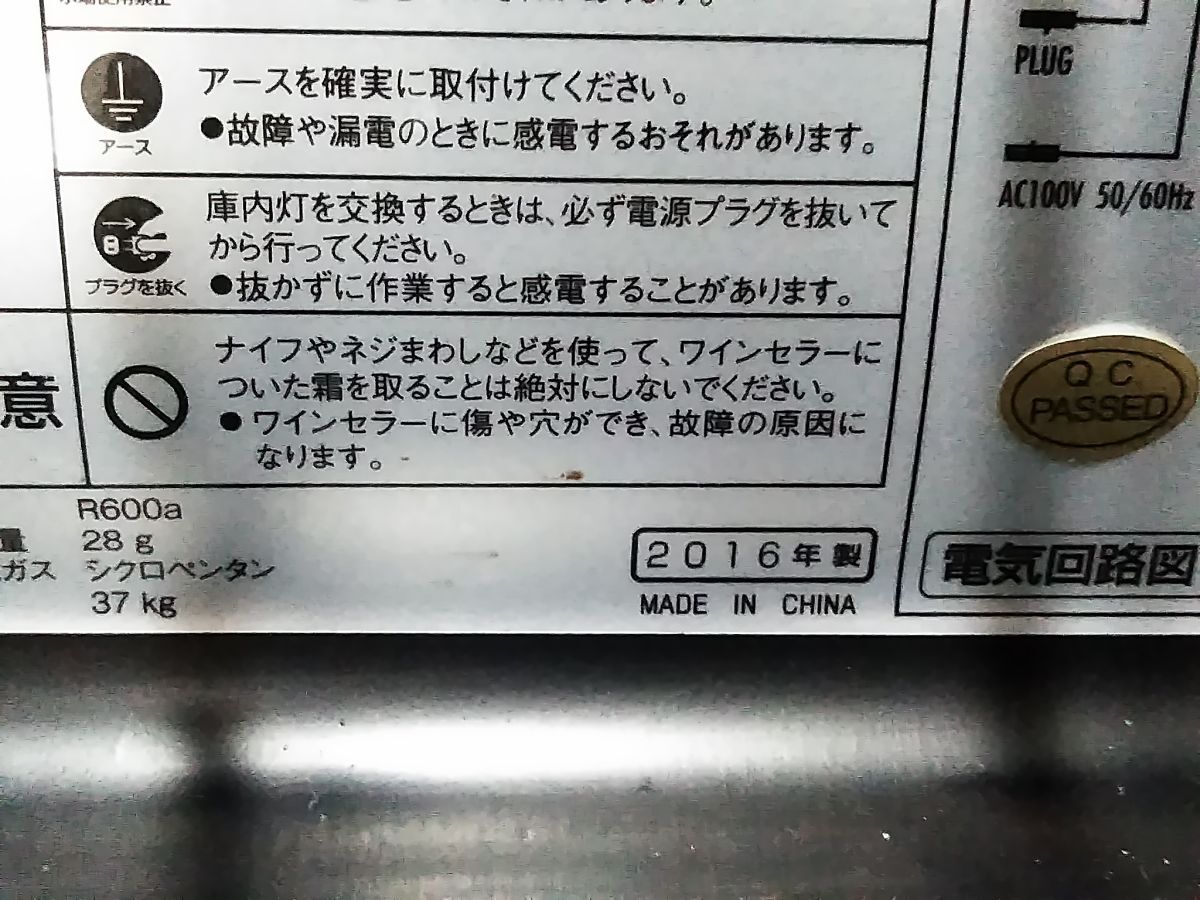 アース
アースを確実に取付けてください。
●故障や漏電のときに感電するおそれがあります。
プラグを抜く
庫内灯を交換するときは、必ず電源プラグを抜いて
から行ってください。
●抜かずに作業すると感電することがあります。
意
ナイフやネジまわしなどを使って、ワインセラーに
ついた霜を取ることは絶対にしないでください。
● ワインセラーに傷や穴ができ、故障の原因に
なります。
R600a
量 28 g
ガス シクロペンタン
37 kg
2016年製
MADE IN CHINA
PLUG
AC100V 50/60Hz
QC
PASSED
電気回路図